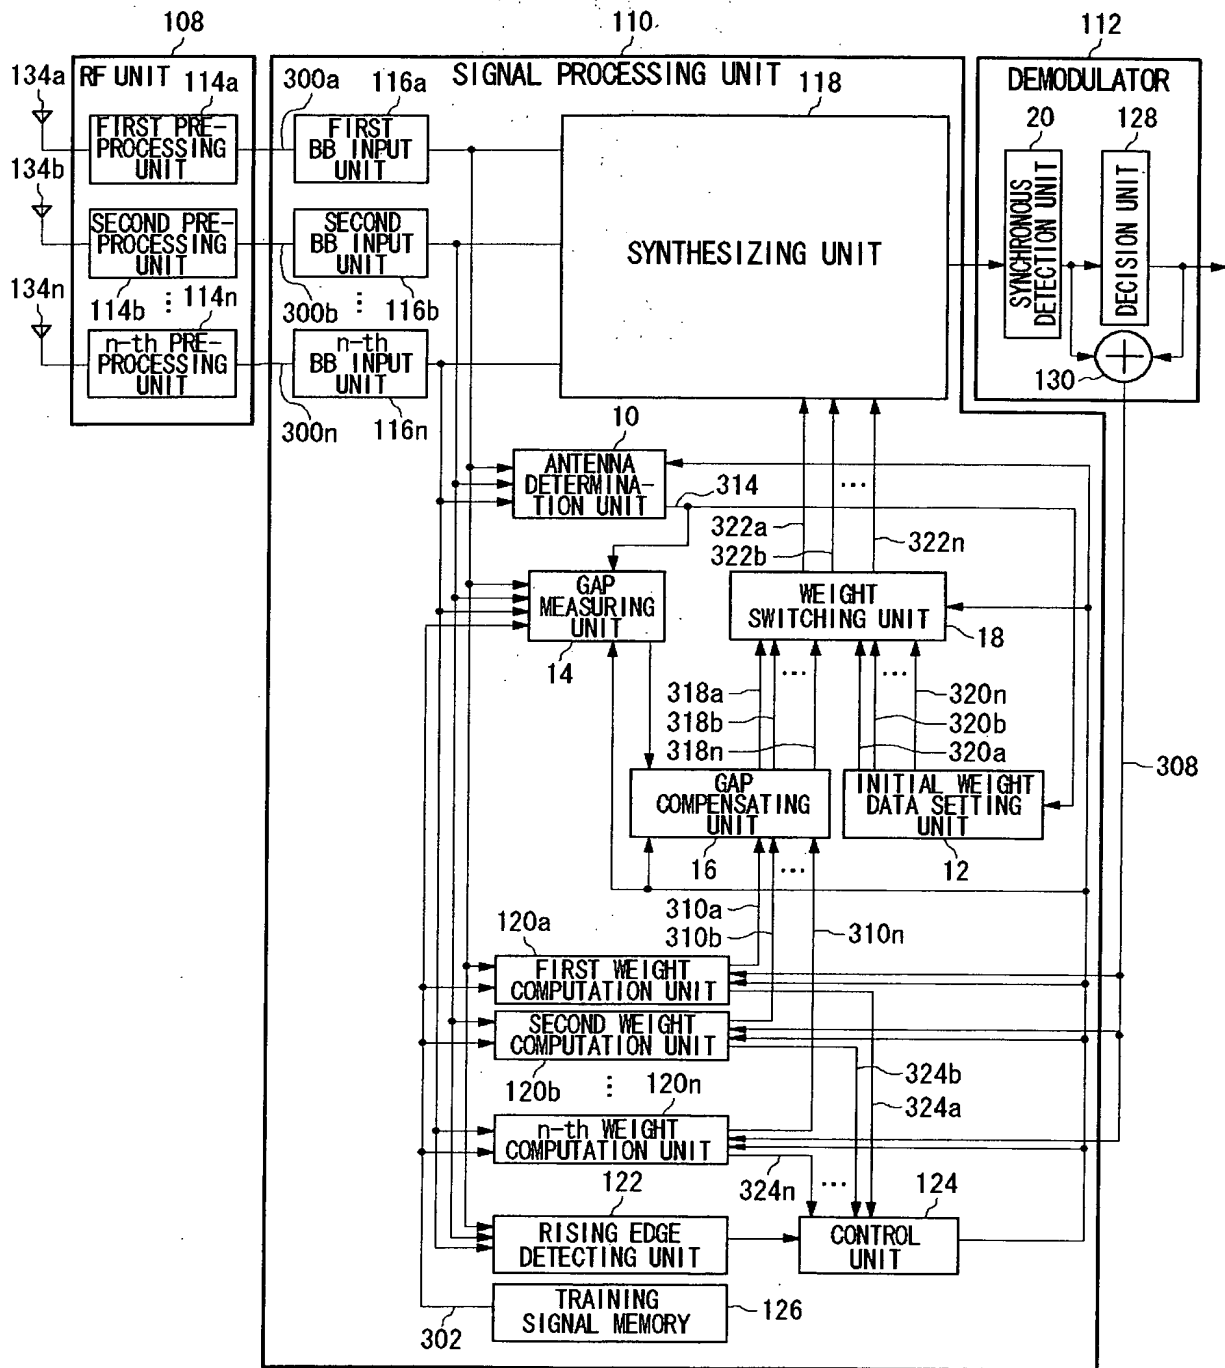 108
110
112
134a
RF UNIT
114a
300a
116a
SIGNAL PROCESSING UNIT
118
DEMODULATOR
20
128
FIRST PRE-
PROCESSING
UNIT
FIRST
BB INPUT
UNIT
134b
SECOND PRE-
PROCESSING
UNIT
SECOND
BB INPUT
UNIT
SYNTHESIZING UNIT
SYNCHRONOUS
DETECTION UNIT
DECISION UNIT
134n
114b
114n
300b
116b
n-th PRE-
PROCESSING
UNIT
n-th
BB INPUT
UNIT
130
300n
116n
10
ANTENNA
DETERMINA-
TION UNIT
314
...
322a
322b
322n
GAP
MEASURING
UNIT
WEIGHT
SWITCHING UNIT
14
18
...
...
318a
318b
318n
320n
320b
320a
308
GAP
COMPENSATING
UNIT
INITIAL WEIGHT
DATA SETTING
UNIT
16
...
12
310a
310b
310n
120a
FIRST WEIGHT
COMPUTATION UNIT
SECOND WEIGHT
COMPUTATION UNIT
120b
120n
324b
324a
n-th WEIGHT
COMPUTATION UNIT
324n
...
122
124
RISING EDGE
DETECTING UNIT
CONTROL
UNIT
TRAINING
SIGNAL MEMORY
126
302